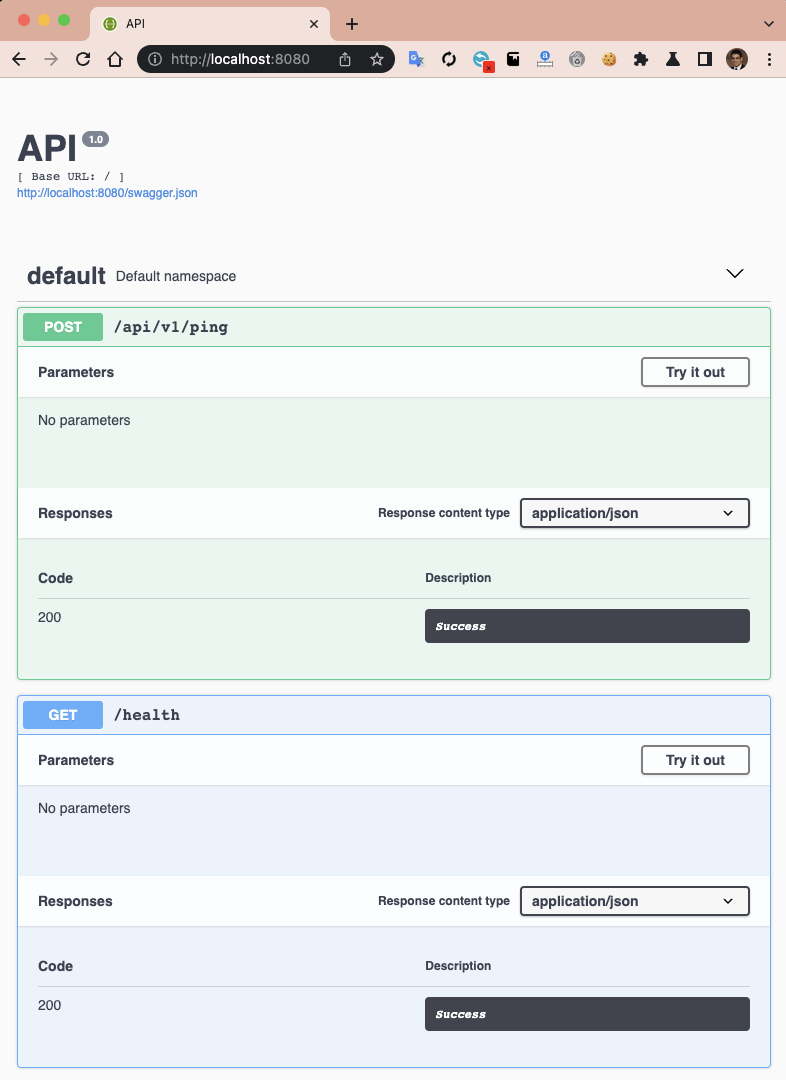 API
http://localhost:8080
API 1.0
[ Base URL: / ]
http://localhost:8080/swagger.json
default Default namespace
POST /api/v1/ping
Parameters Try it out
No parameters
Responses Response content type application/json
Code Description
200 Success
GET /health
Parameters Try it out
No parameters
Responses Response content type application/json
Code Description
200 Success